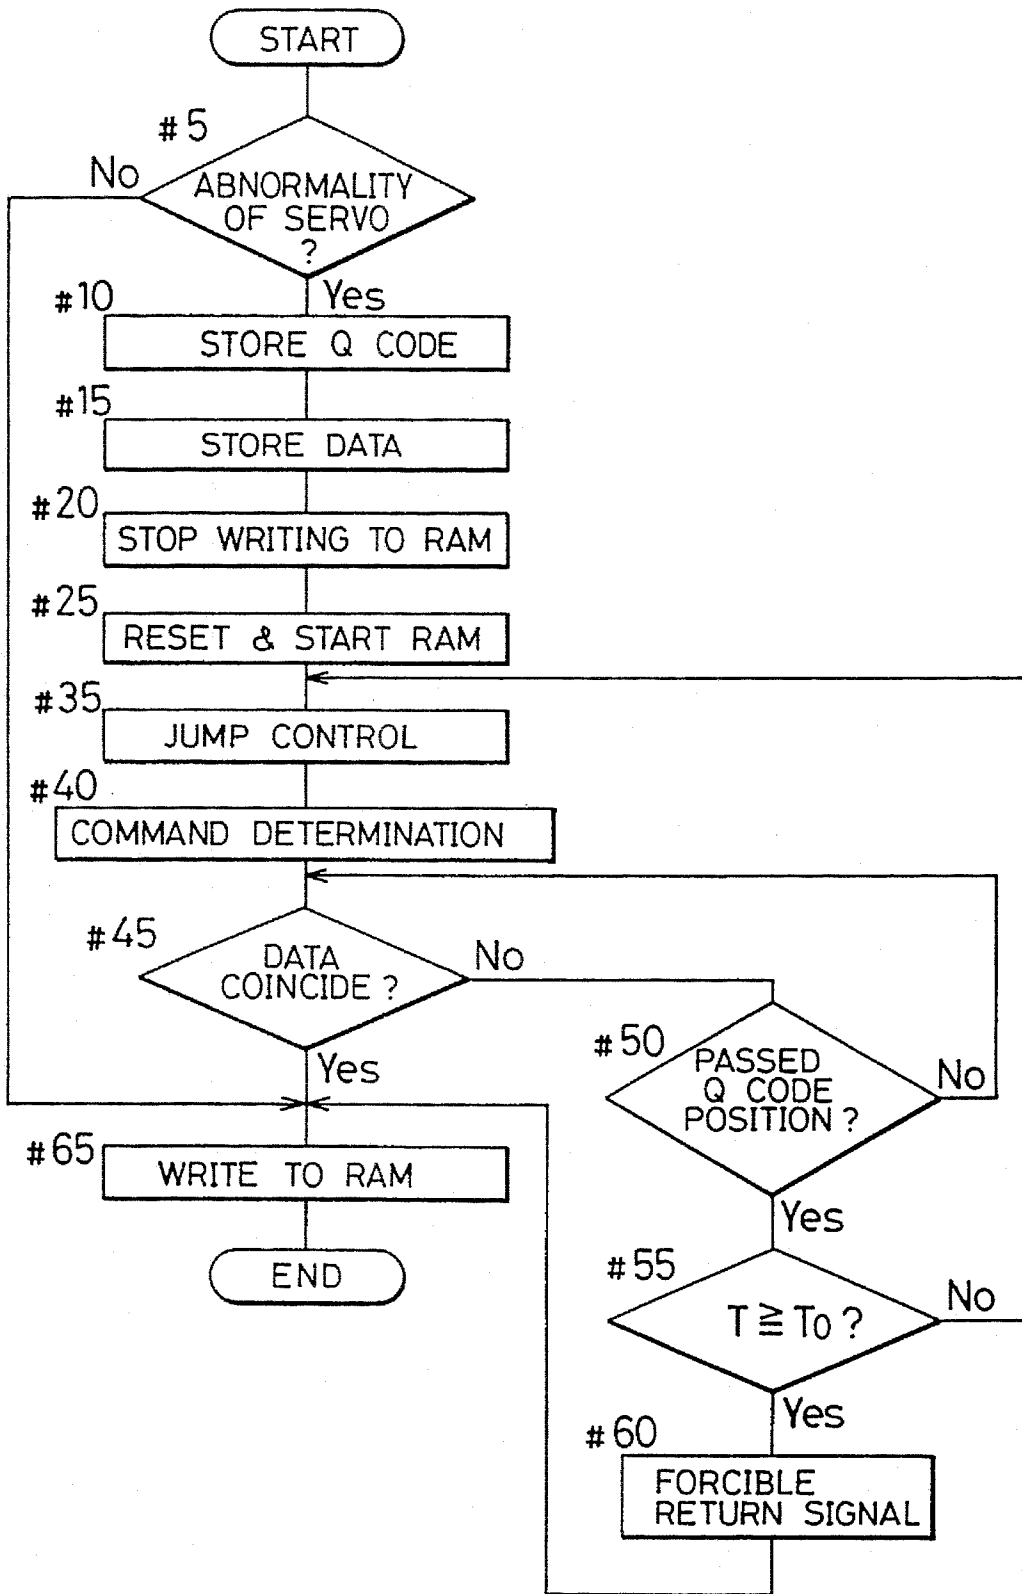 START
#5
No
ABNORMALITY
OF SERVO
?
Yes
#10
STORE Q CODE
#15
STORE DATA
#20
STOP WRITING TO RAM
#25
RESET & START RAM
#35
JUMP CONTROL
#40
COMMAND DETERMINATION
#45
DATA
COINCIDE ?
No
Yes
#50
PASSED
Q CODE
POSITION ?
No
Yes
#55
T ≧ To ?
No
Yes
#60
FORCIBLE
RETURN SIGNAL
#65
WRITE TO RAM
END